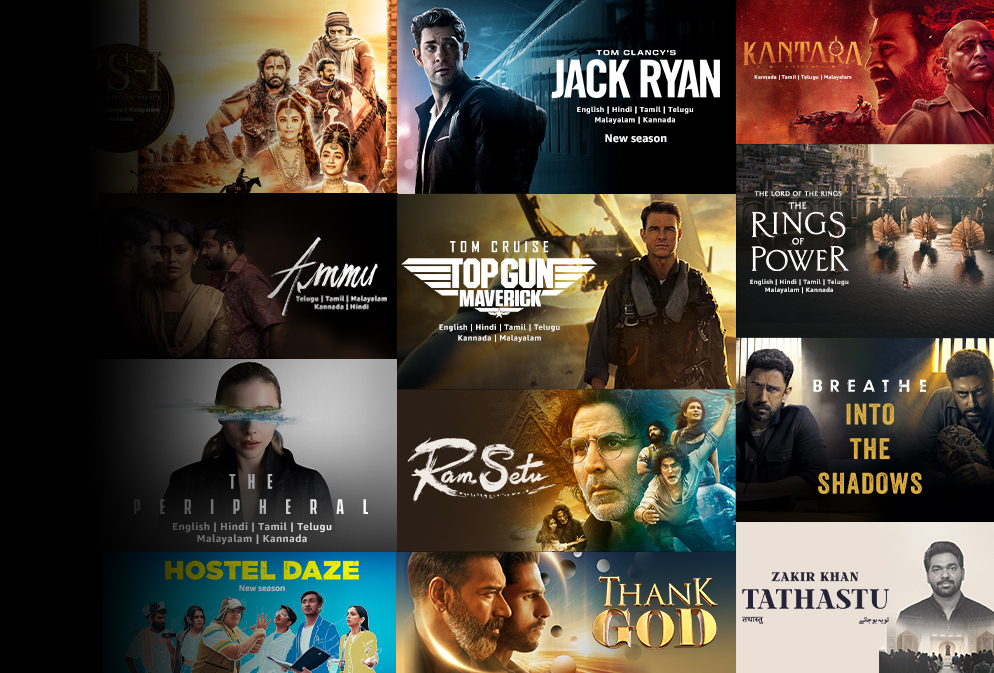 Malayalam
Kannada
TOM CLANCY'S
JACK RYAN
English | Hindi | Tamil | Telugu
Malayalam | Kannada
New season
KANTARA
Kannada | Tamil | Telugu | Malayalam
Ammu
Telugu | Tamil | Malayalam
Kannada | Hindi
TOM CRUISE
TOP GUN
MAVERICK
English | Hindi | Tamil | Telugu
Kannada | Malayalam
THE LORD OF THE RINGS
THE
RINGS
OF
POWER
English | Hindi | Tamil | Telugu
Malayalam | Kannada
THE
PERIPHERAL
English | Hindi | Tamil | Telugu
Malayalam | Kannada
Ram Setu
BREATHE
INTO
THE
SHADOWS
HOSTEL DAZE
New season
THANK
GOD
ZAKIR KHAN
TATHASTU
तथास्तु